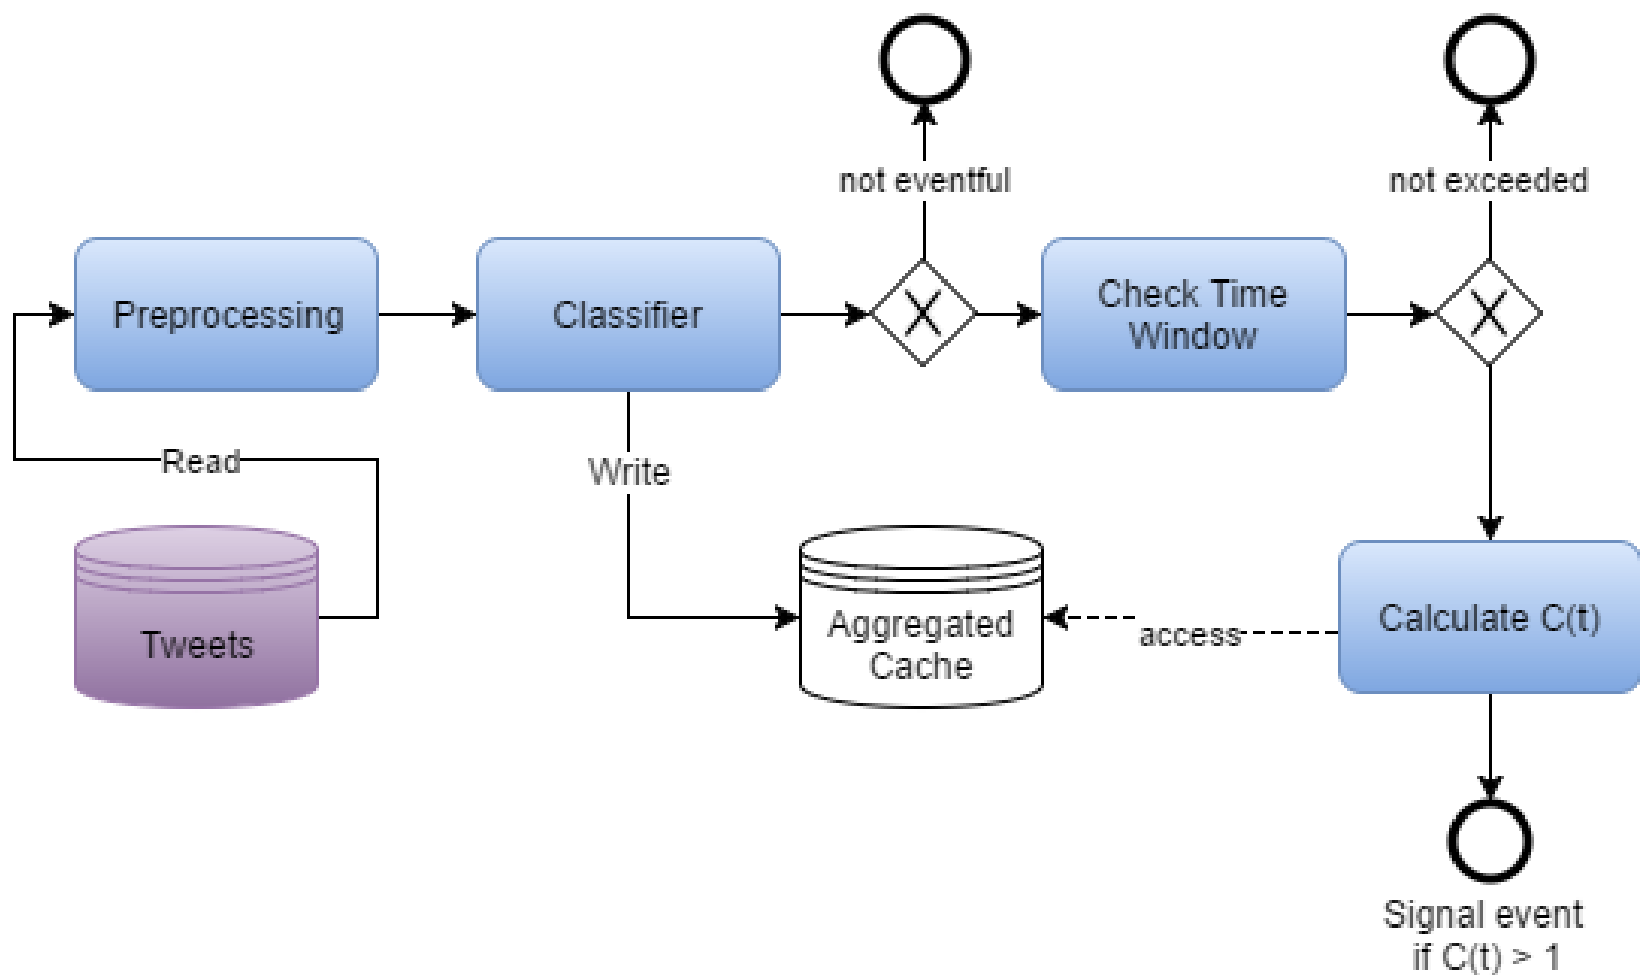 not eventful
not exceeded
Preprocessing
Classifier
X
Check Time
Window
X
Read
Write
Tweets
Aggregated
Cache
access
Calculate C(t)
Signal event
if C(t) > 1